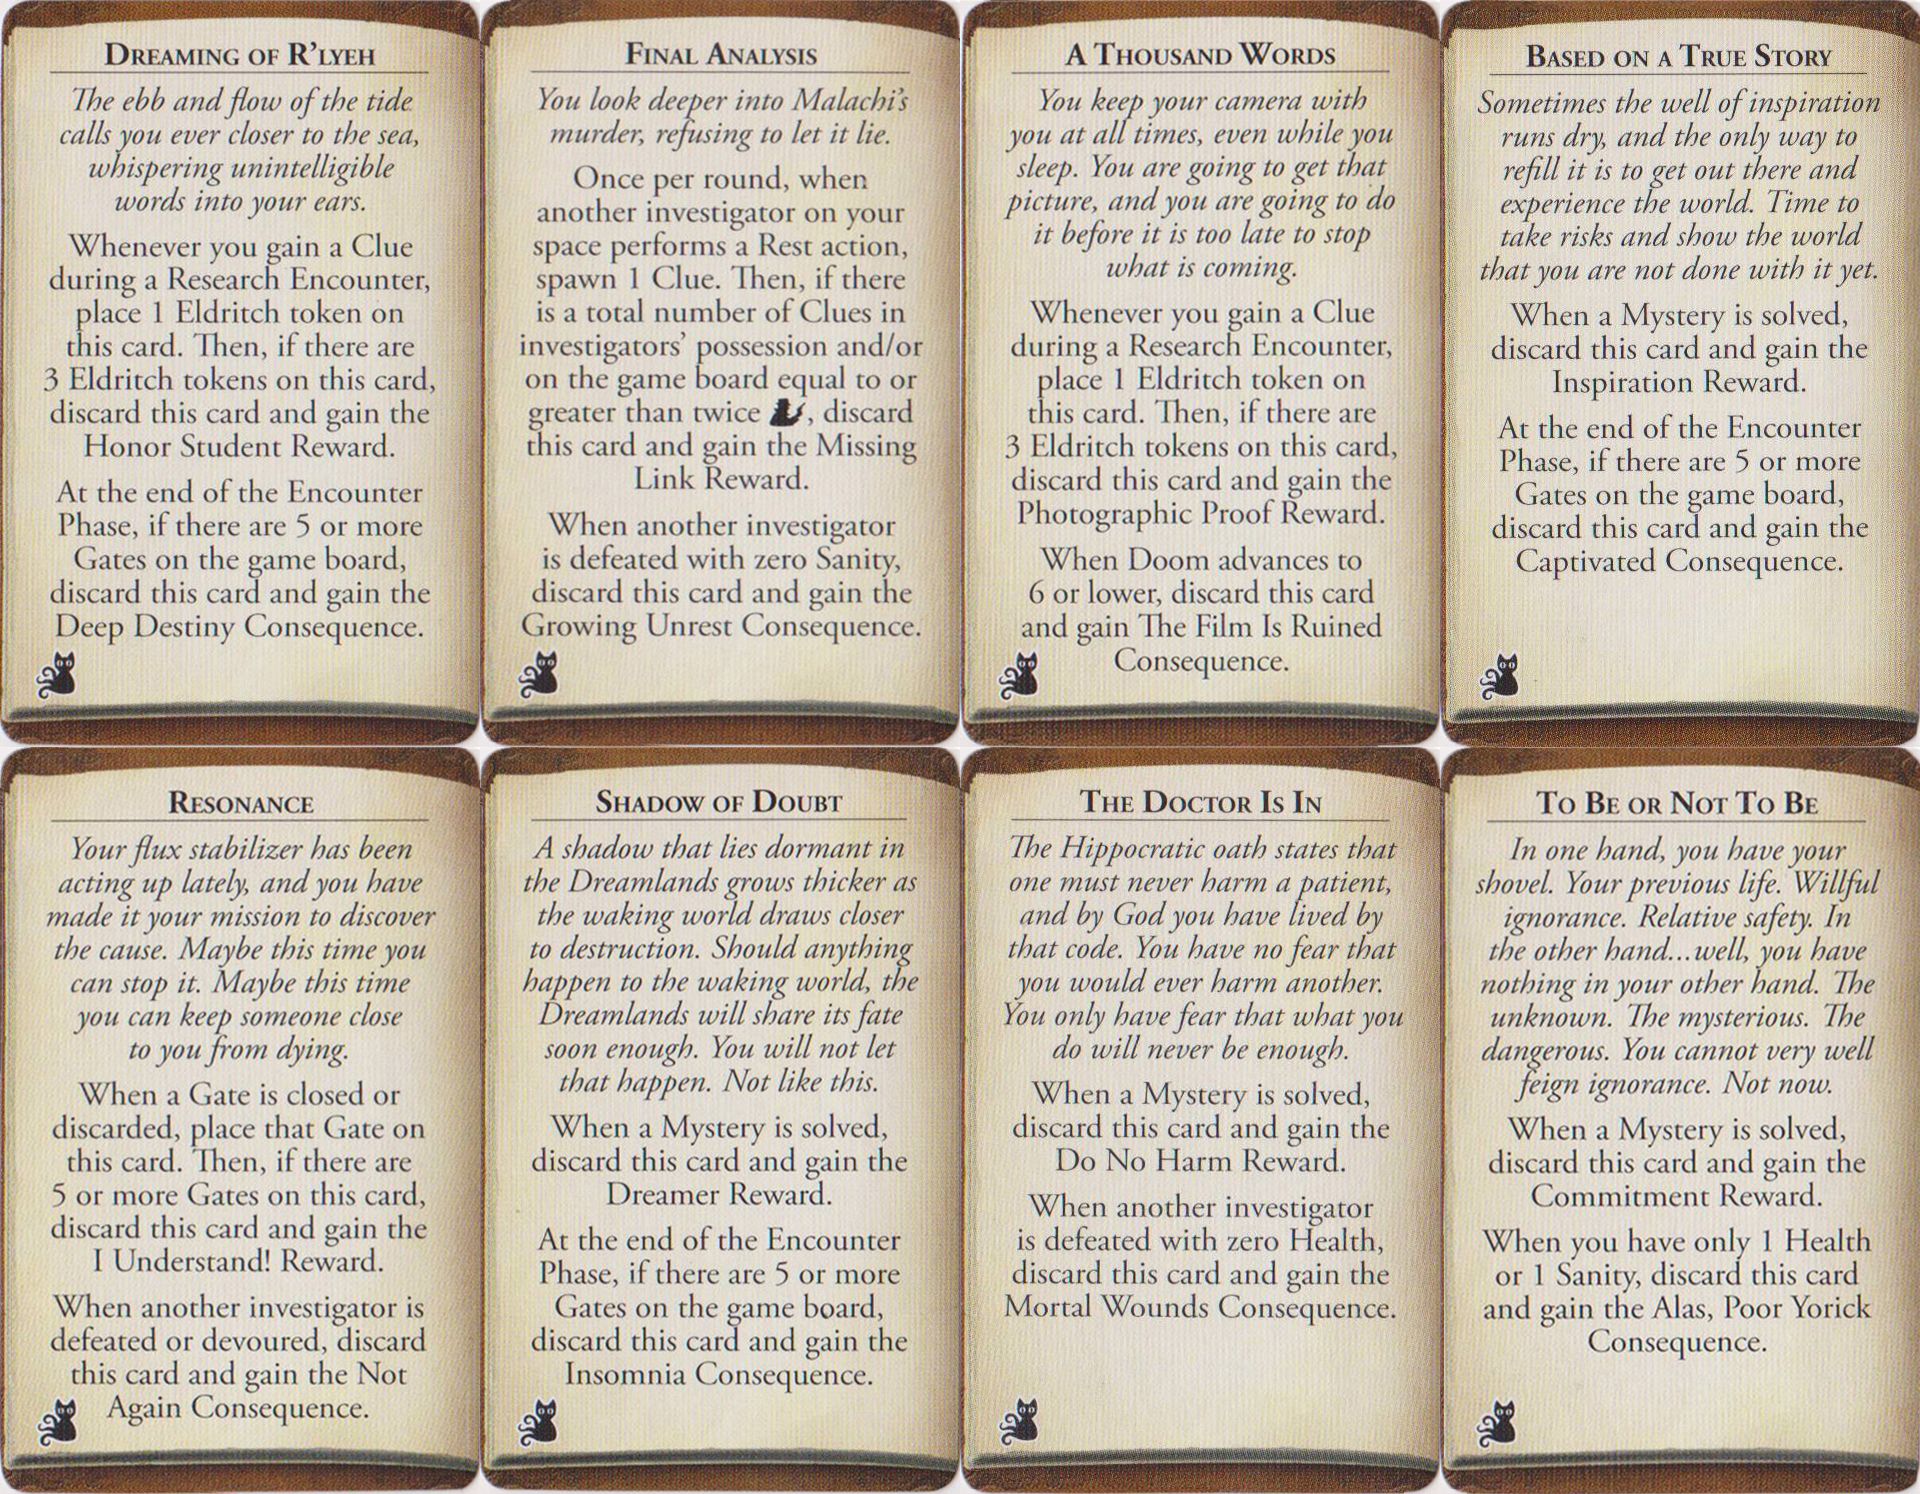 DREAMING OF R'LYEH
The ebb and flow of the tide
calls you ever closer to the sea,
whispering unintelligible
words into your ears.
Whenever you gain a Clue
during a Research Encounter,
place 1 Eldritch token on
this card. Then, if there are
3 Eldritch tokens on this card,
discard this card and gain the
Honor Student Reward.
At the end of the Encounter
Phase, if there are 5 or more
Gates on the game board,
discard this card and gain the
Deep Destiny Consequence.
FINAL ANALYSIS
You look deeper into Malachi's
murder, refusing to let it lie.
Once per round, when
another investigator on your
space performs a Rest action,
spawn 1 Clue. Then, if there
is a total number of Clues in
investigators' possession and/or
on the game board equal to or
greater than twice , discard
this card and gain the Missing
Link Reward.
When another investigator
is defeated with zero Sanity,
discard this card and gain the
Growing Unrest Consequence.
A THOUSAND WORDS
You keep your camera with
you at all times, even while you
sleep. You are going to get that
picture, and you are going to do
it before it is too late to stop
what is coming.
Whenever you gain a Clue
during a Research Encounter,
place 1 Eldritch token on
this card. Then, if there are
3 Eldritch tokens on this card,
discard this card and gain the
Photographic Proof Reward.
When Doom advances to
6 or lower, discard this card
and gain The Film Is Ruined
Consequence.
BASED ON A TRUE STORY
Sometimes the well of inspiration
runs dry, and the only way to
refill it is to get out there and
experience the world. Time to
take risks and show the world
that you are not done with it yet.
When a Mystery is solved,
discard this card and gain the
Inspiration Reward.
At the end of the Encounter
Phase, if there are 5 or more
Gates on the game board,
discard this card and gain the
Captivated Consequence.
RESONANCE
Your flux stabilizer has been
acting up lately, and you have
made it your mission to discover
the cause. Maybe this time you
can stop it. Maybe this time
you can keep someone close
to you from dying.
When a Gate is closed or
discarded, place that Gate on
this card. Then, if there are
5 or more Gates on this card,
discard this card and gain the
I Understand! Reward.
When another investigator is
defeated or devoured, discard
this card and gain the Not
Again Consequence.
SHADOW OF DOUBT
A shadow that lies dormant in
the Dreamlands grows thicker as
the waking world draws closer
to destruction. Should anything
happen to the waking world, the
Dreamlands will share its fate
soon enough. You will not let
that happen. Not like this.
When a Mystery is solved,
discard this card and gain the
Dreamer Reward.
At the end of the Encounter
Phase, if there are 5 or more
Gates on the game board,
discard this card and gain the
Insomnia Consequence.
THE DOCTOR IS IN
The Hippocratic oath states that
one must never harm a patient,
and by God you have lived by
that code. You have no fear that
you would ever harm another.
You only have fear that what you
do will never be enough.
When a Mystery is solved,
discard this card and gain the
Do No Harm Reward.
When another investigator
is defeated with zero Health,
discard this card and gain the
Mortal Wounds Consequence.
TO BE OR NOT TO BE
In one hand, you have your
shovel. Your previous life. Willful
ignorance. Relative safety. In
the other hand...well, you have
nothing in your other hand. The
unknown. The mysterious. The
dangerous. You cannot very well
feign ignorance. Not now.
When a Mystery is solved,
discard this card and gain the
Commitment Reward.
When you have only 1 Health
or 1 Sanity, discard this card
and gain the Alas, Poor Yorick
Consequence.